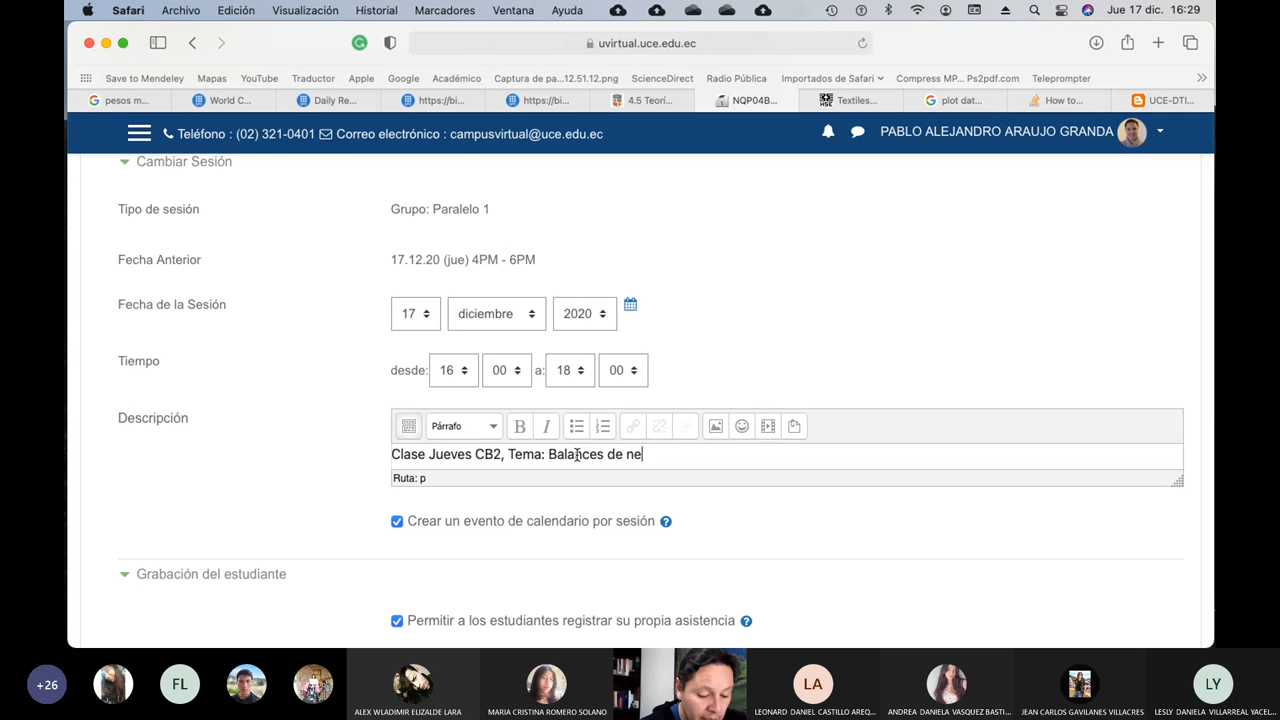 Safari Archivo Edición Visualización Historial Marcadores Ventana Ayuda Jue 17 dic. 16:29
uvirtual.uce.edu.ec
Save to Mendeley Mapas YouTube Traductor Apple Google Académico Captura de pa...12.51.12.png ScienceDirect Radio Pública Importados de Safari Compress MP... Ps2pdf.com Teleprompter
pesos m... World C... Daily Re... https://bi... https://bi... 4.5 Teorí... NQP04B... Textiles... plot dat... How to... UCE-DTI...
Teléfono : (02) 321-0401 Correo electrónico : campusvirtual@uce.edu.ec PABLO ALEJANDRO ARAUJO GRANDA
Cambiar Sesión
Tipo de sesión Grupo: Paralelo 1
Fecha Anterior 17.12.20 (jue) 4PM - 6PM
Fecha de la Sesión 17 diciembre 2020
Tiempo desde: 16 00 a: 18 00
Descripción Párrafo B I
Clase Jueves CB2, Tema: Balances de ne
Ruta: p
Crear un evento de calendario por sesión ?
Grabación del estudiante
Permitir a los estudiantes registrar su propia asistencia ?
+26 FL LA LY
ALEX WLADIMIR ELIZALDE LARA MARIA CRISTINA ROMERO SOLANO LEONARD DANIEL CASTILLO AREQ... ANDREA DANIELA VASQUEZ BASTI... JEAN CARLOS GAVILANES VILLACRES LESLY DANIELA VILLARREAL YACEL...